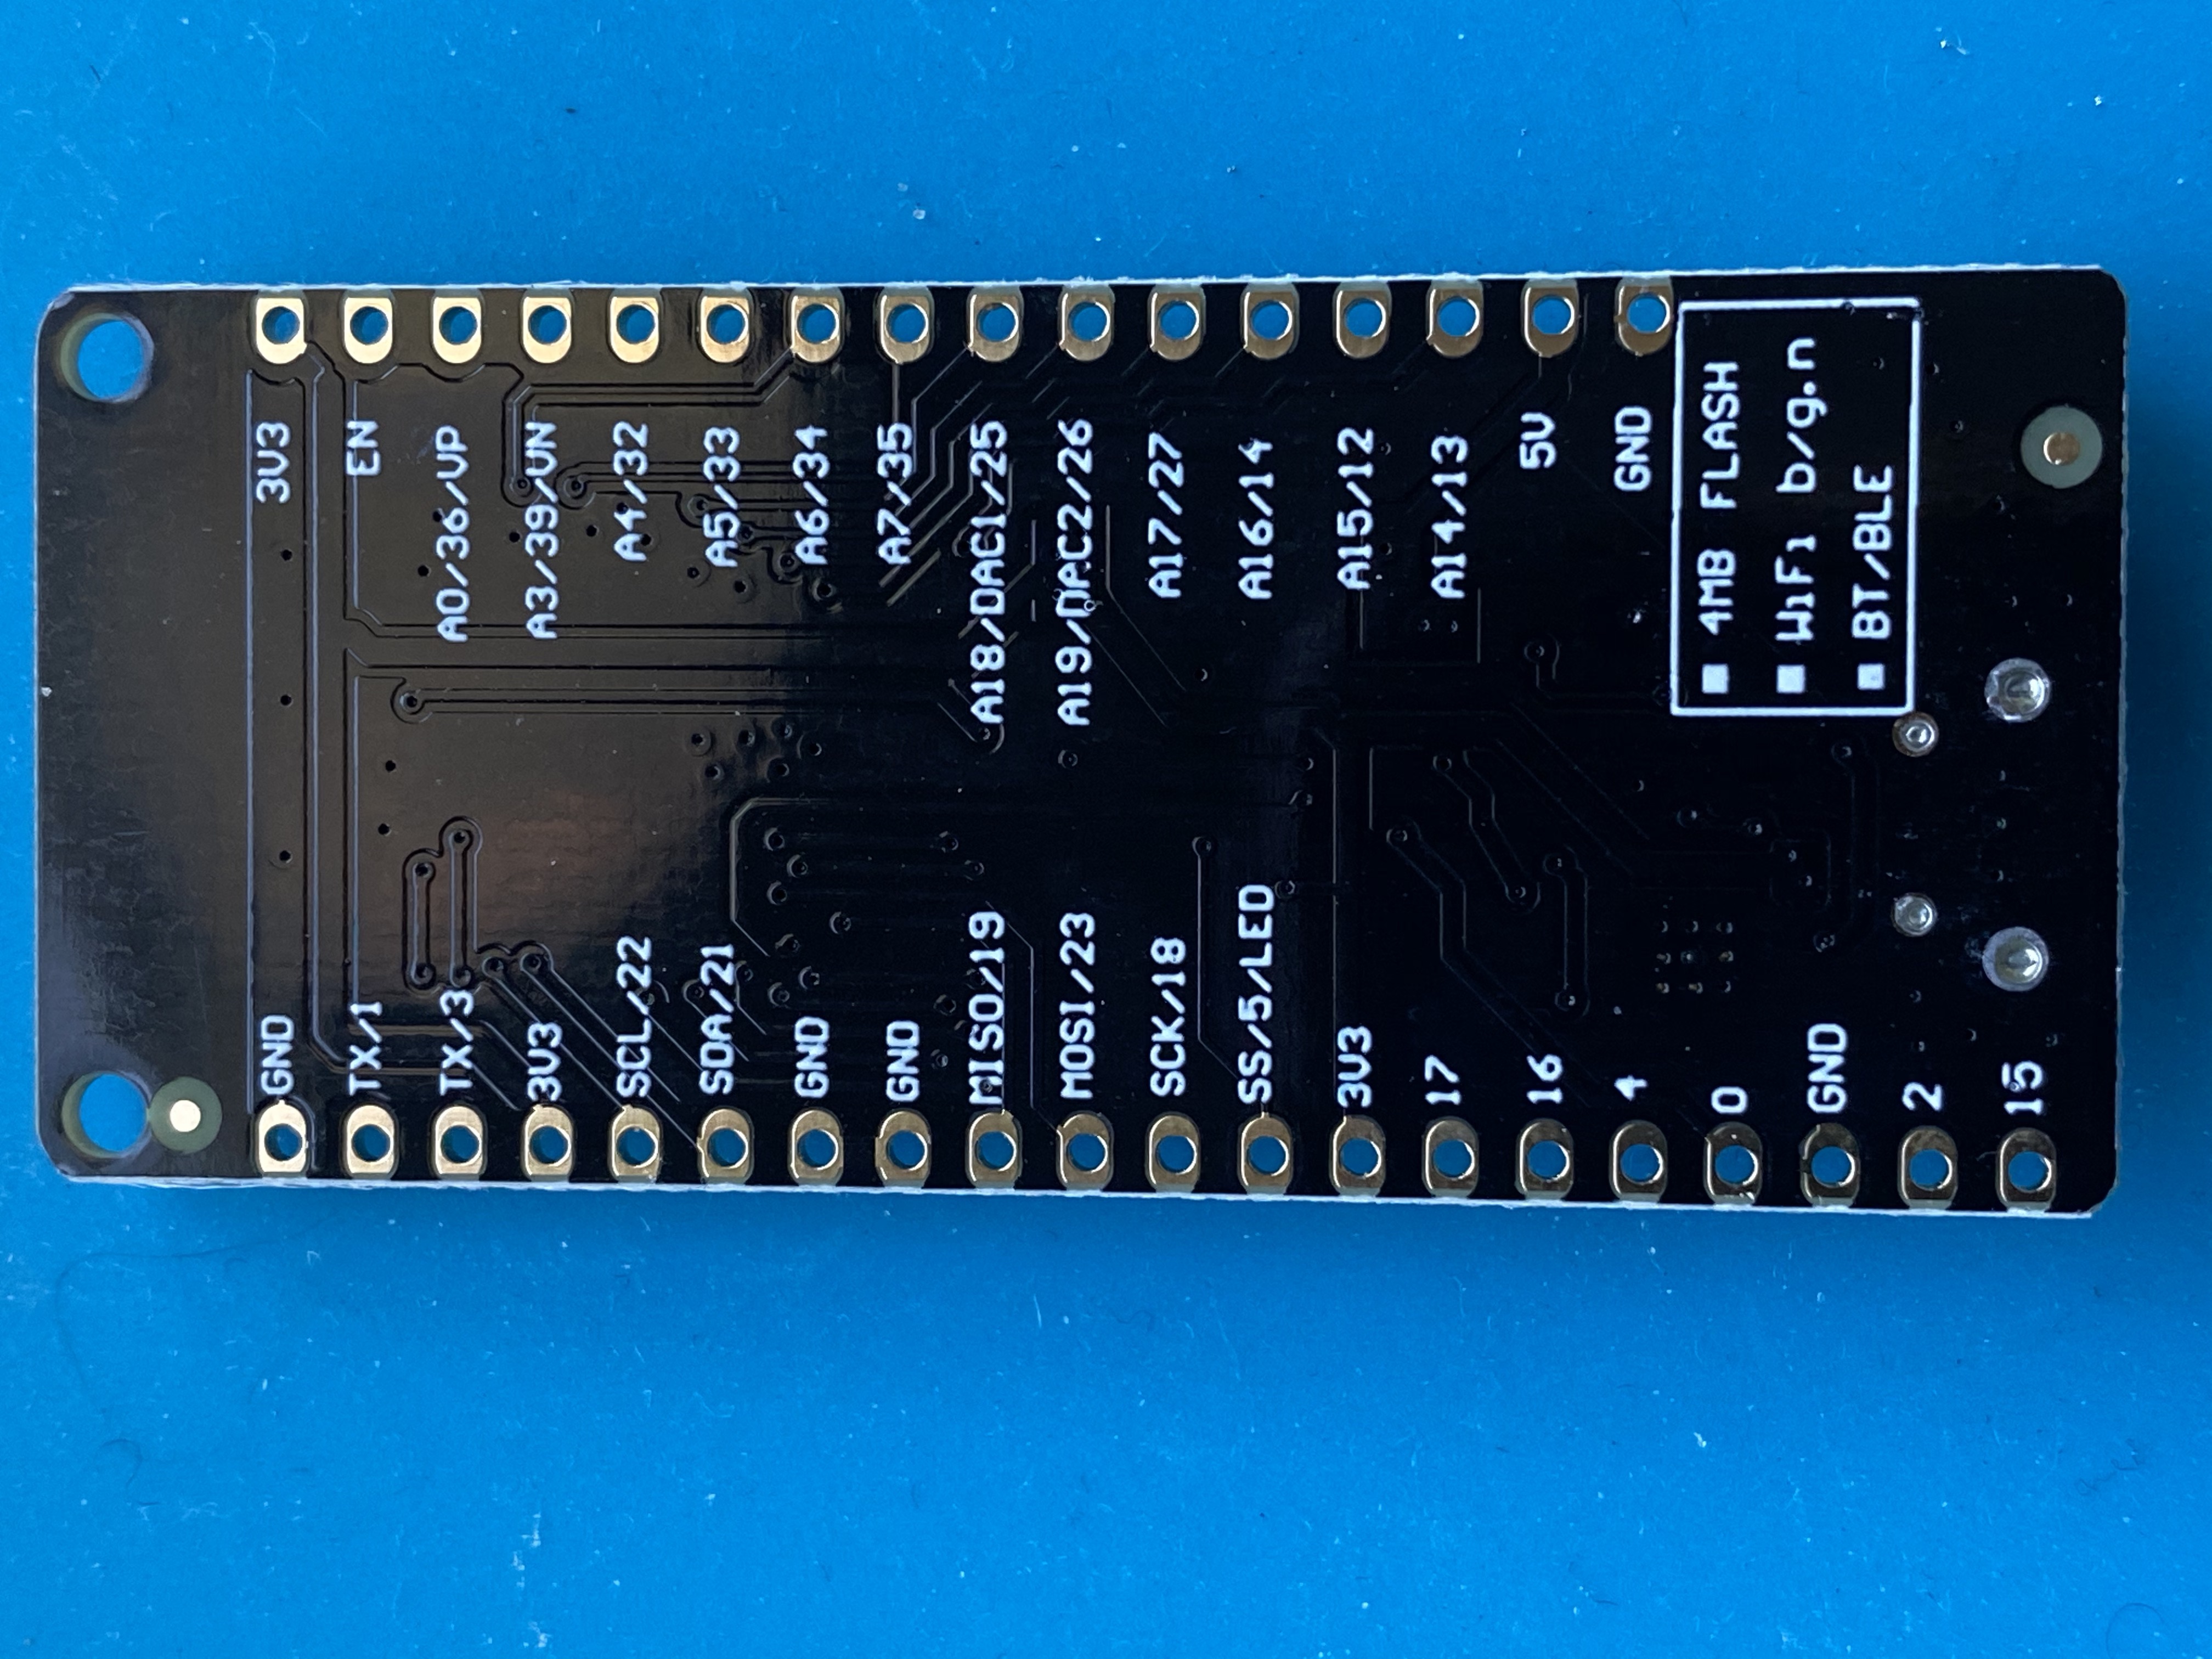 GND 3V3
TX/1 EN
TX/3 A0/36/VP
3V3 A3/39/VN
SCL/22 A4/32
SDA/21 A5/33
GND A6/34
GND A7/35
MISO/19 A18/DAC1/25
MOSI/23 A19/DAC2/26
SCK/18 A17/27
SS/5/LED A16/14
3V3 A15/12
17 A14/13
16 5V
4 GND
0 4MB FLASH
WiFi b/g.n
GND BT/BLE
2
15